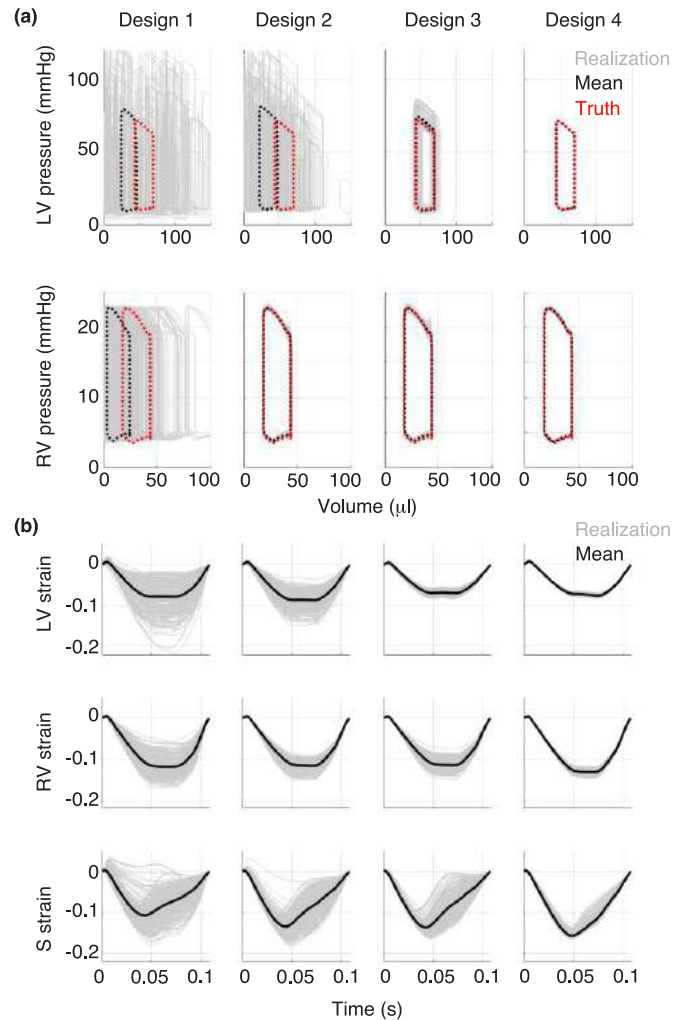 (a)
Design 1 Design 2 Design 3 Design 4
Realization
Mean
Truth
LV pressure (mmHg)
100
50
0
0 100 0 100 0 100 0 100
RV pressure (mmHg)
20
10
0
0 50 100 0 50 100 0 50 100 0 50 100
Volume (μl)
(b)
Realization
Mean
LV strain
0
-0.1
-0.2
RV strain
0
-0.1
-0.2
S strain
0
-0.1
-0.2
0 0.05 0.1 0 0.05 0.1 0 0.05 0.1 0 0.05 0.1
Time (s)